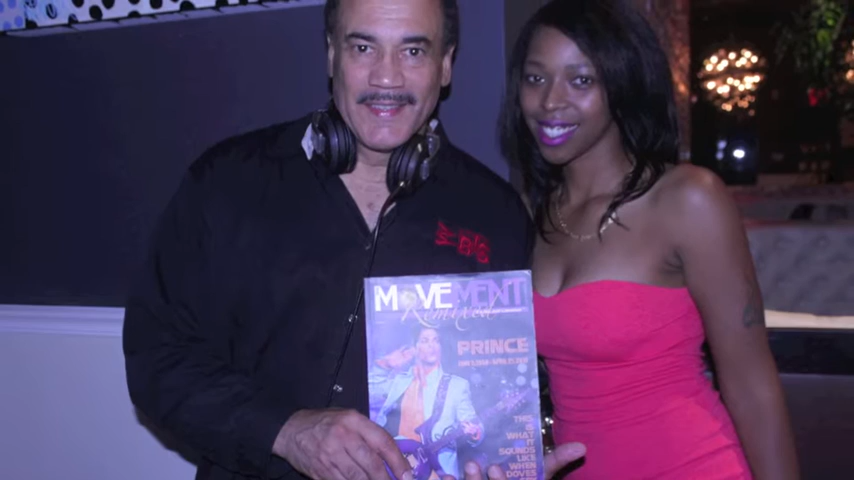 MOVEMENT
Remixed
PRINCE
THIS
IS
WHAT
IT
SOUNDS
LIKE
WHEN
DOVES